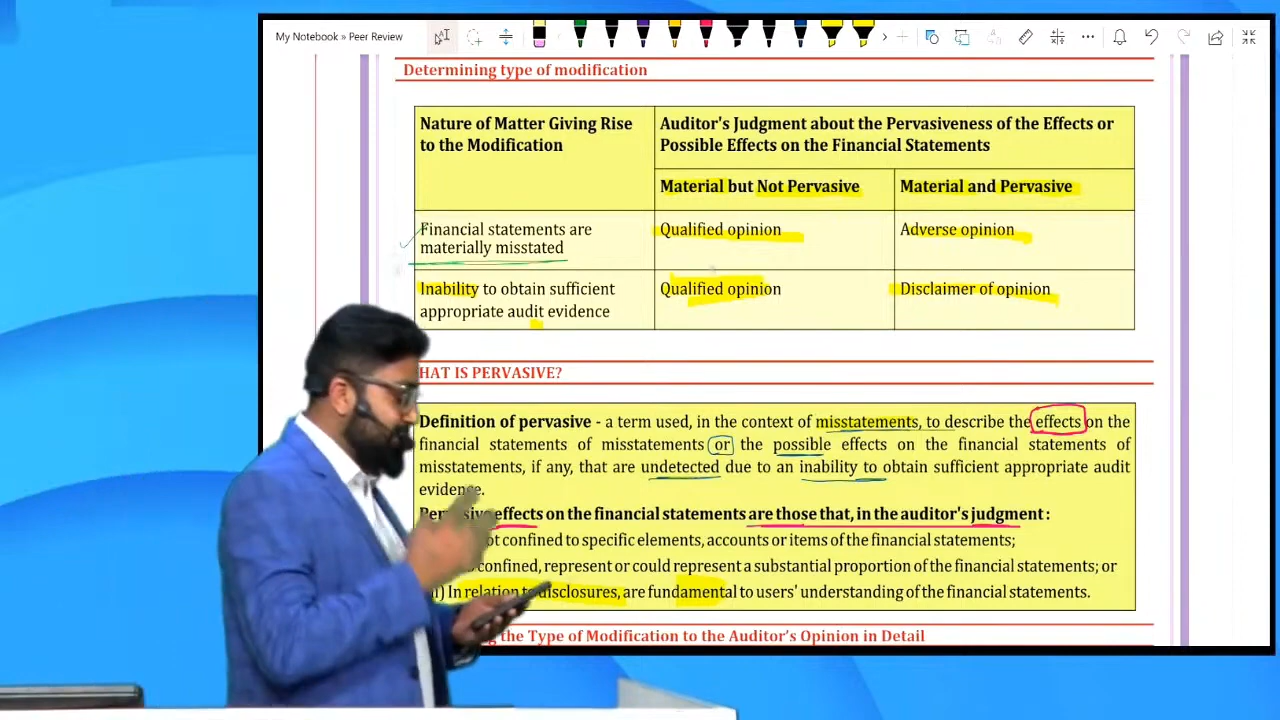 My Notebook » Peer Review
Determining type of modification
Nature of Matter Giving Rise
to the Modification
Auditor's Judgment about the Pervasiveness of the Effects or
Possible Effects on the Financial Statements
Material but Not Pervasive
Material and Pervasive
Financial statements are
materially misstated
Qualified opinion
Adverse opinion
Inability to obtain sufficient
appropriate audit evidence
Qualified opinion
Disclaimer of opinion
HAT IS PERVASIVE?
Definition of pervasive - a term used, in the context of misstatements, to describe the effects on the
financial statements of misstatements or the possible effects on the financial statements of
misstatements, if any, that are undetected due to an inability to obtain sufficient appropriate audit
evidence.
effects on the financial statements are those that, in the auditor's judgment :
confined to specific elements, accounts or items of the financial statements;
confined, represent or could represent a substantial proportion of the financial statements; or
In relation to disclosures, are fundamental to users' understanding of the financial statements.
the Type of Modification to the Auditor's Opinion in Detail